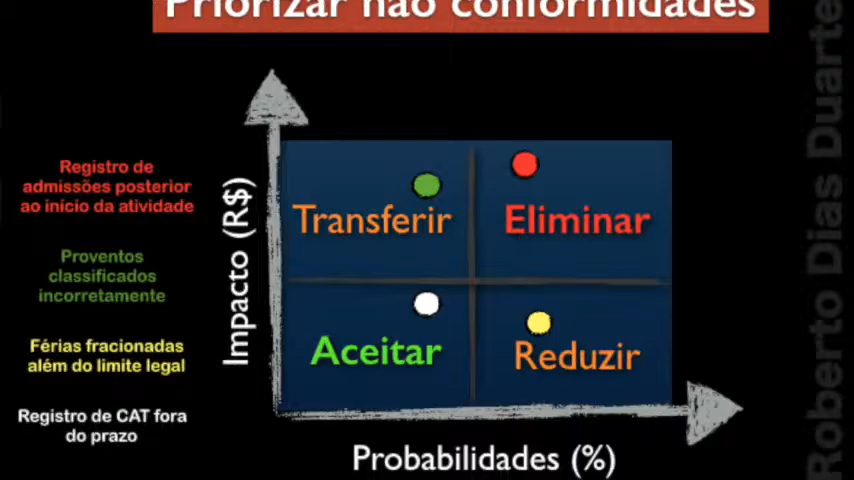 Priorizar não conformidades
Registro de
admissões posterior
ao início da atividade
Proventos
classificados
incorretamente
Férias fracionadas
além do limite legal
Registro de CAT fora
do prazo
Impacto (R$)
Transferir
Eliminar
Aceitar
Reduzir
Probabilidades (%)
Roberto Dias Duarte